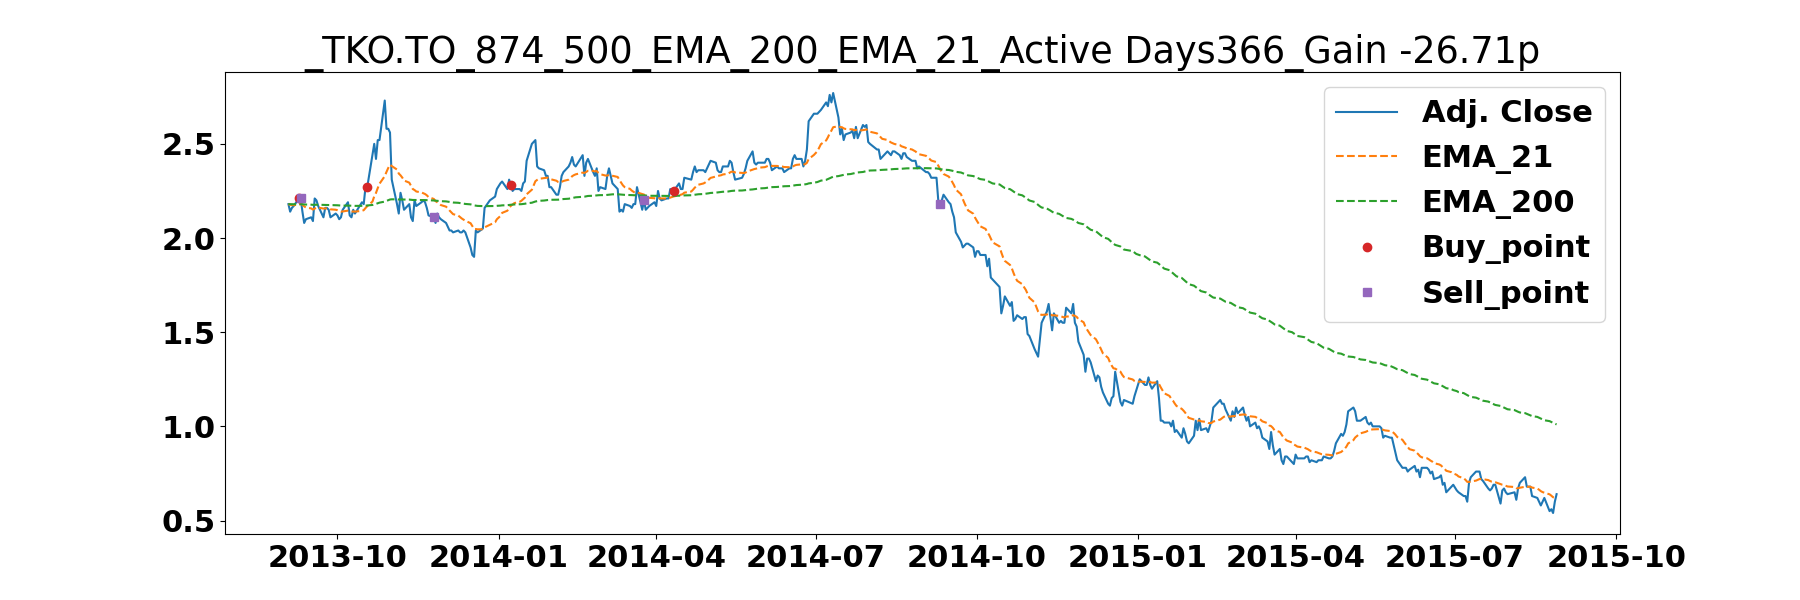 _TKO.TO_874_500_EMA_200_EMA_21_Active Days366_Gain -26.71p
Adj. Close
EMA_21
EMA_200
Buy_point
Sell_point
2.5
2.0
1.5
1.0
0.5
2013-10 2014-01 2014-04 2014-07 2014-10 2015-01 2015-04 2015-07 2015-10